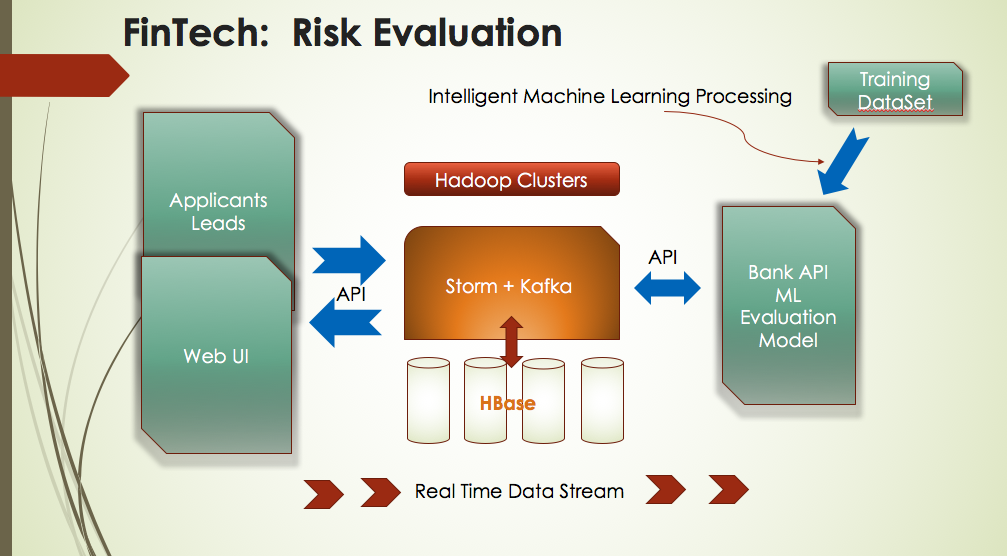 FinTech:  Risk Evaluation
Intelligent Machine Learning Processing
Training
DataSet
Hadoop Clusters
Applicants
Leads
API
Storm + Kafka
API
Bank API
ML
Evaluation
Model
Web UI
HBase
Real Time Data Stream